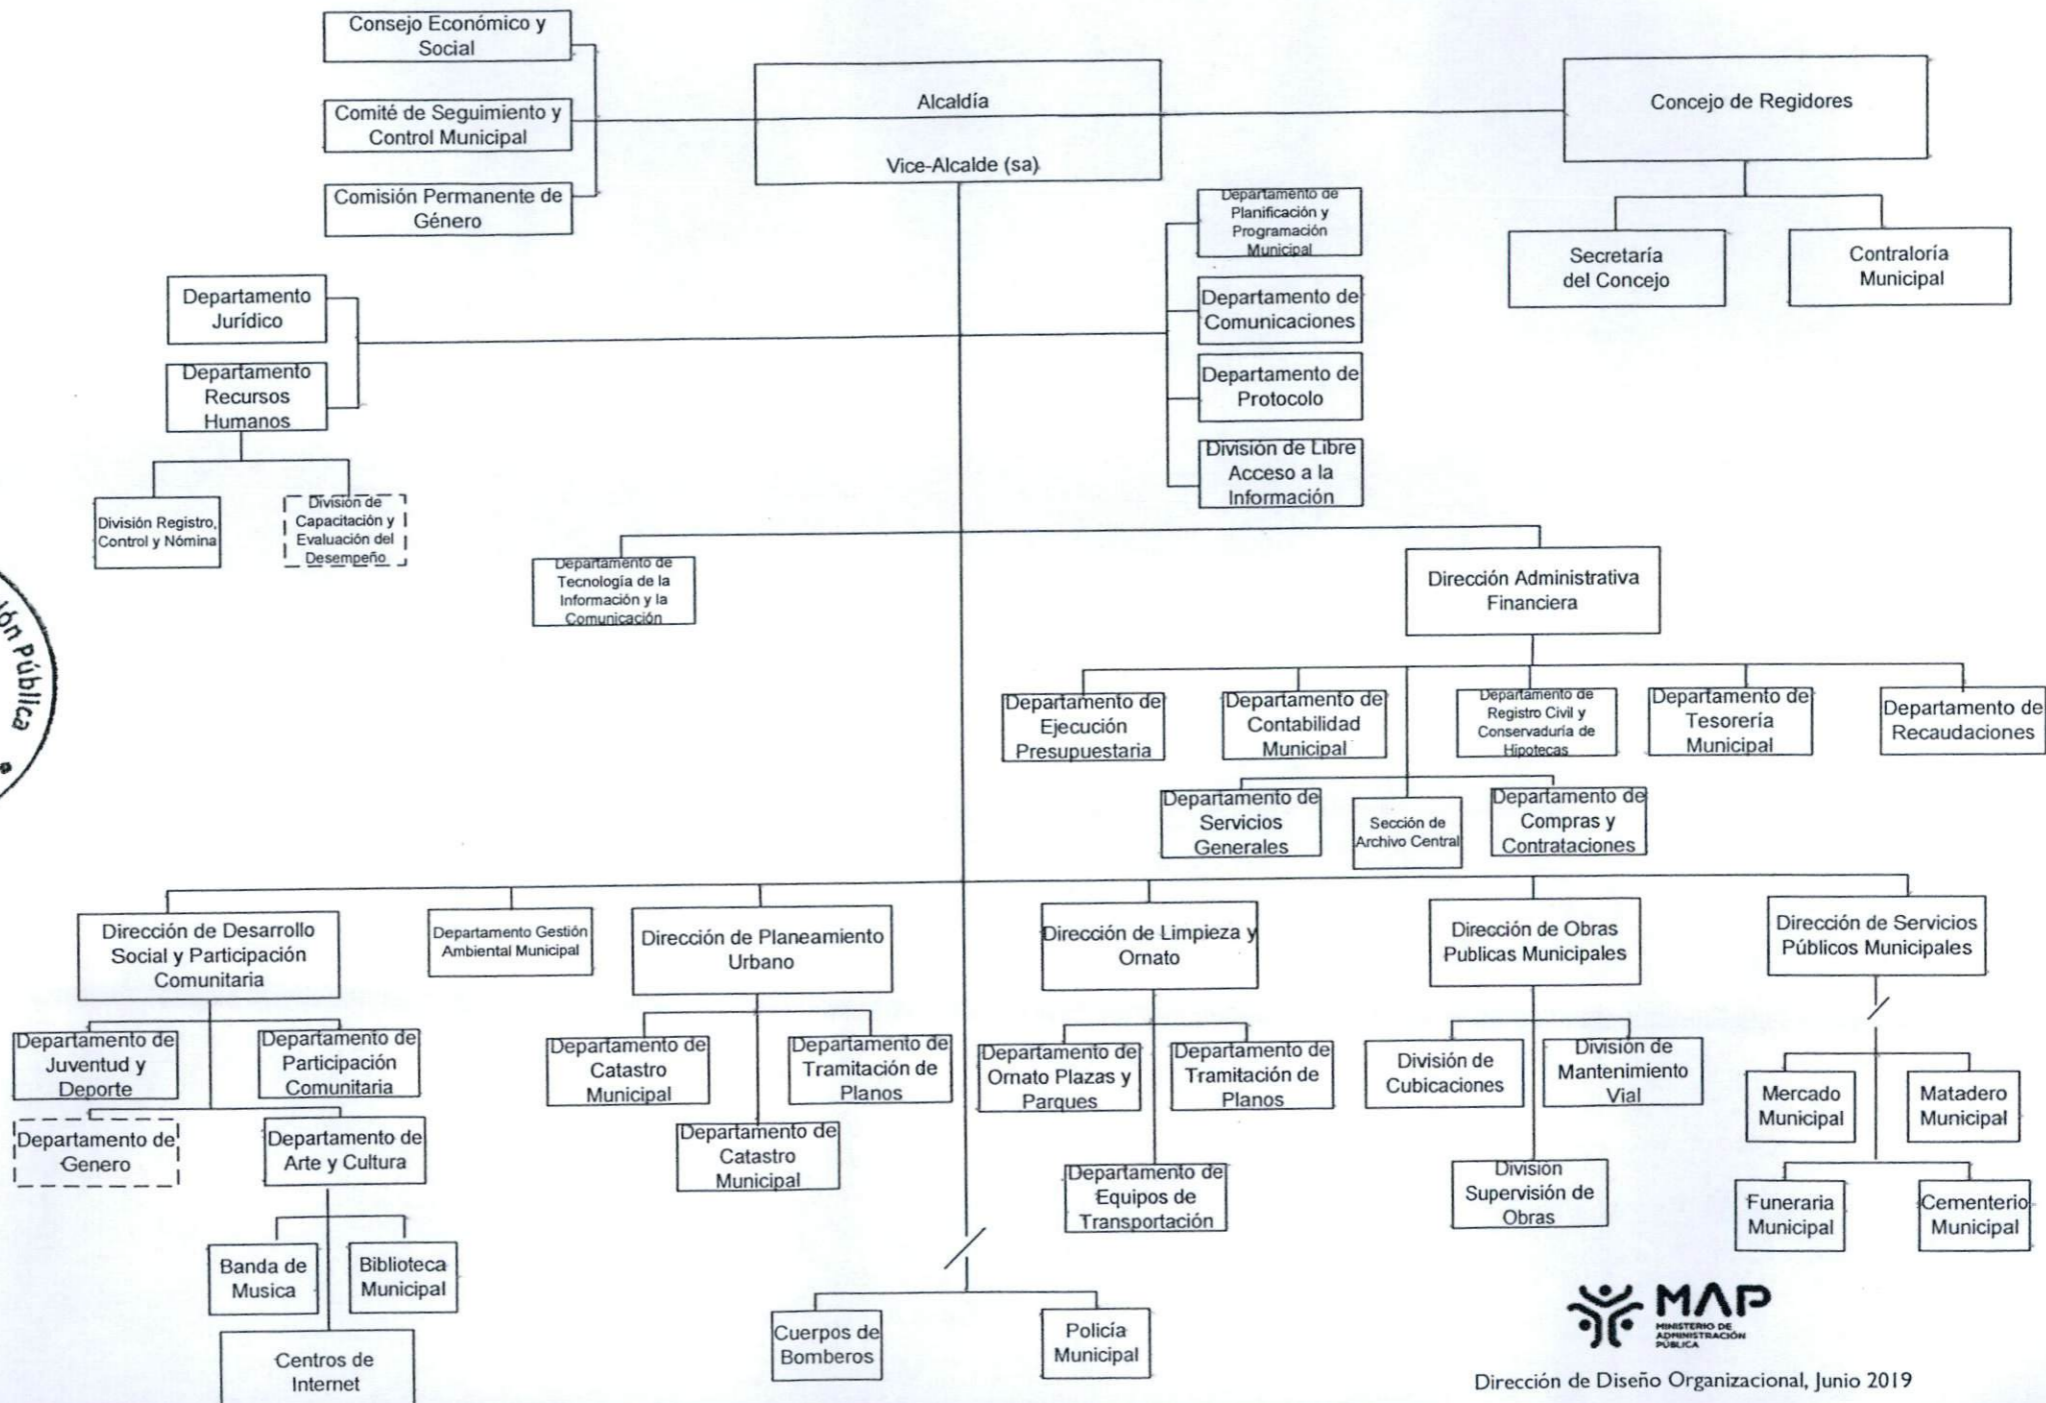 Consejo Económico y
Social
Comité de Seguimiento y
Control Municipal
Comisión Permanente de
Género
Alcaldía
Vice-Alcalde (sa)
Concejo de Regidores
Secretaría
del Concejo
Contraloría
Municipal
Departamento
Jurídico
Departamento
Recursos
Humanos
División Registro,
Control y Nómina
División de
Capacitación y
Evaluación del
Desempeño
Departamento de
Planificación y
Programación
Municipal
Departamento de
Comunicaciones
Departamento de
Protocolo
División de Libre
Acceso a la
Información
Departamento de
Tecnología de la
Información y la
Comunicación
Dirección Administrativa
Financiera
Departamento de
Ejecución
Presupuestaria
Departamento de
Contabilidad
Municipal
Departamento de
Registro Civil y
Conservaduría de
Hipotecas
Departamento de
Tesorería
Municipal
Departamento de
Recaudaciones
Departamento de
Servicios
Generales
Sección de
Archivo Central
Departamento de
Compras y
Contrataciones
Pública
Dirección de Desarrollo
Social y Participación
Comunitaria
Departamento Gestión
Ambiental Municipal
Dirección de Planeamiento
Urbano
Dirección de Limpieza y
Ornato
Dirección de Obras
Publicas Municipales
Dirección de Servicios
Públicos Municipales
Departamento de
Juventud y
Deporte
Departamento de
Participación
Comunitaria
Departamento de
Genero
Departamento de
Arte y Cultura
Banda de
Musica
Biblioteca
Municipal
Centros de
Internet
Departamento de
Catastro
Municipal
Departamento de
Tramitación de
Planos
Departamento de
Catastro
Municipal
Departamento de
Ornato Plazas y
Parques
Departamento de
Tramitación de
Planos
Departamento de
Equipos de
Transportación
División de
Cubicaciones
División de
Mantenimiento
Vial
División
Supervisión de
Obras
Mercado
Municipal
Matadero
Municipal
Funeraria
Municipal
Cementerio
Municipal
Cuerpos de
Bomberos
Policía
Municipal
MAP
MINISTERIO DE
ADMINISTRACIÓN
PÚBLICA
Dirección de Diseño Organizacional, Junio 2019